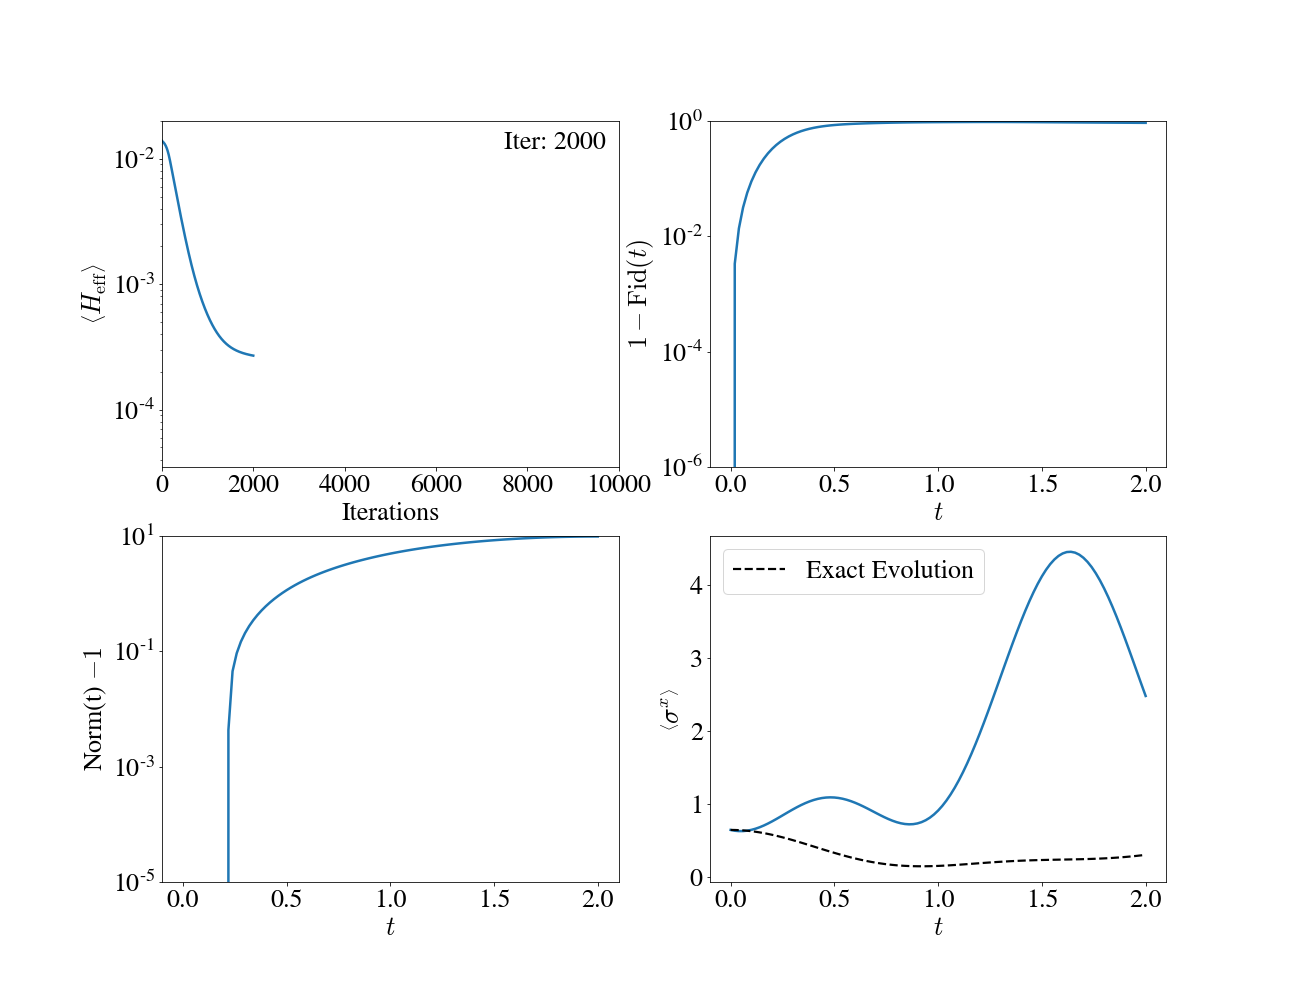 Iter: 2000
10^-2
10^-3
10^-4
⟨H_eff⟩
0 2000 4000 6000 8000 10000
Iterations
10^0
10^-2
10^-4
10^-6
1 − Fid(t)
0.0 0.5 1.0 1.5 2.0
t
10^1
10^-1
10^-3
10^-5
Norm(t) −1
0.0 0.5 1.0 1.5 2.0
t
Exact Evolution
4
3
2
1
0
⟨σ^x⟩
0.0 0.5 1.0 1.5 2.0
t